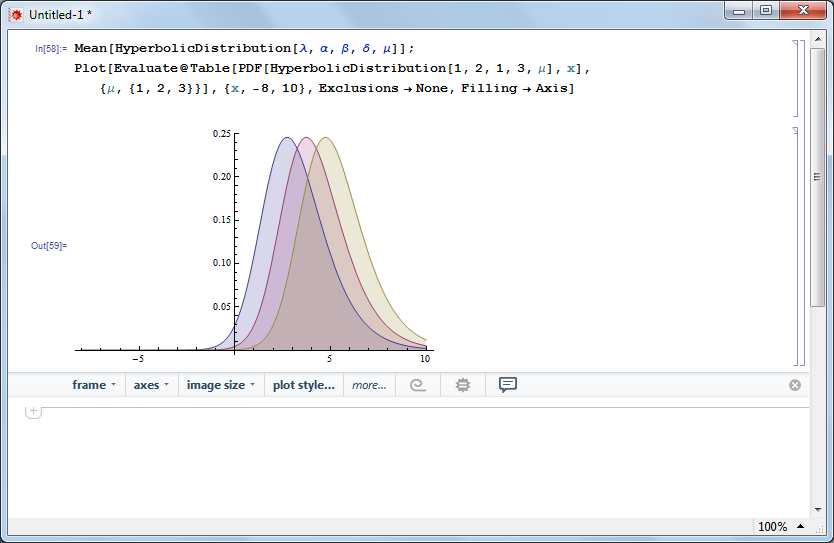 Untitled-1 *
In[58]:= Mean[HyperbolicDistribution[λ, α, β, δ, μ]];
Plot[Evaluate@Table[PDF[HyperbolicDistribution[1, 2, 1, 3, μ], x],
{μ, {1, 2, 3}}], {x, -8, 10}, Exclusions → None, Filling → Axis]
0.25
0.20
0.15
Out[59]=
0.10
0.05
−5 5 10
frame axes image size plot style... more...
100%